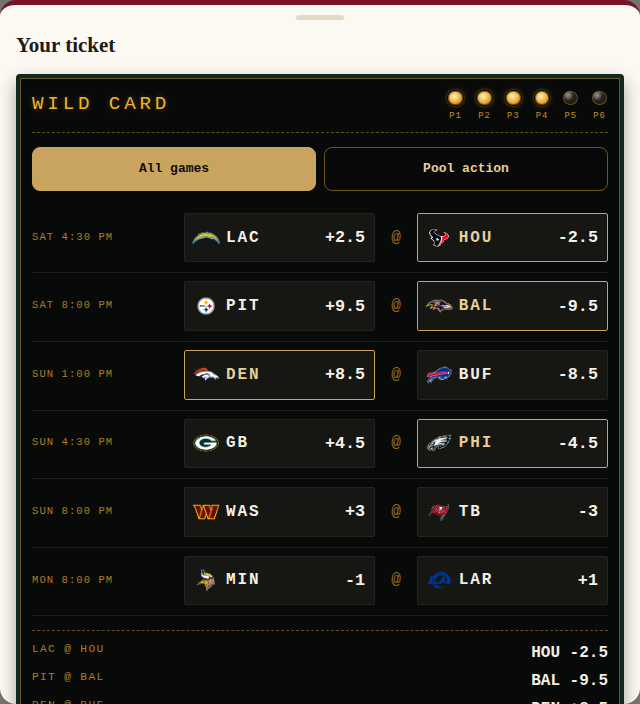 Your ticket
WILD CARD
P1 P2 P3 P4 P5 P6
All games Pool action
SAT 4:30 PM LAC +2.5 @ HOU -2.5
SAT 8:00 PM PIT +9.5 @ BAL -9.5
SUN 1:00 PM DEN +8.5 @ BUF -8.5
SUN 4:30 PM GB +4.5 @ PHI -4.5
SUN 8:00 PM WAS +3 @ TB -3
MON 8:00 PM MIN -1 @ LAR +1
LAC @ HOU HOU -2.5
PIT @ BAL BAL -9.5